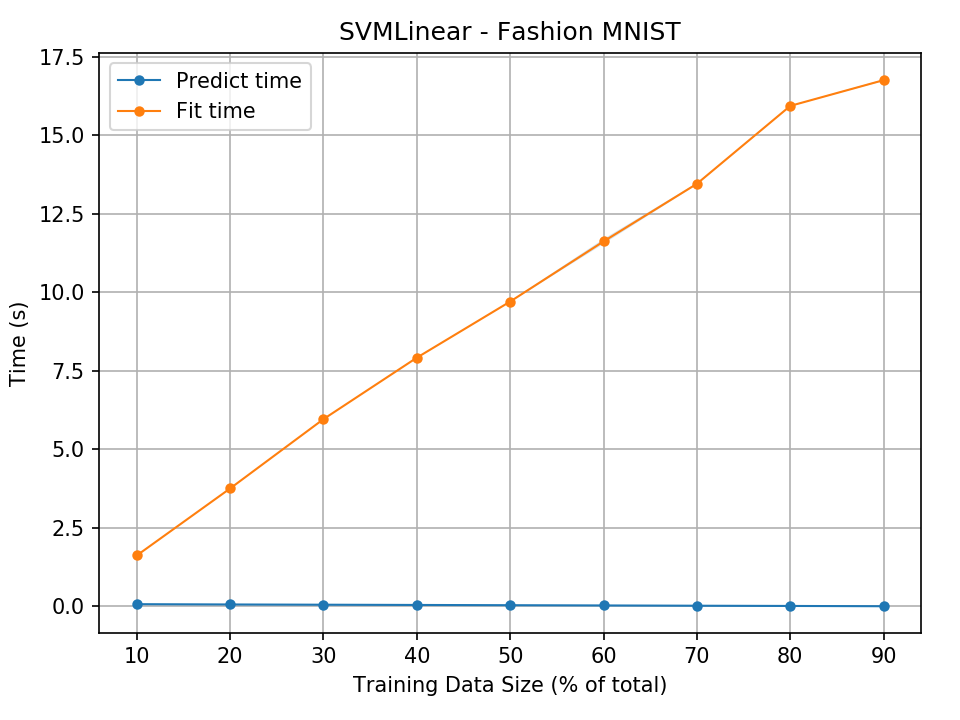 SVMLinear - Fashion MNIST
Predict time
Fit time
17.5
15.0
12.5
10.0
7.5
5.0
2.5
0.0
Time (s)
10 20 30 40 50 60 70 80 90
Training Data Size (% of total)